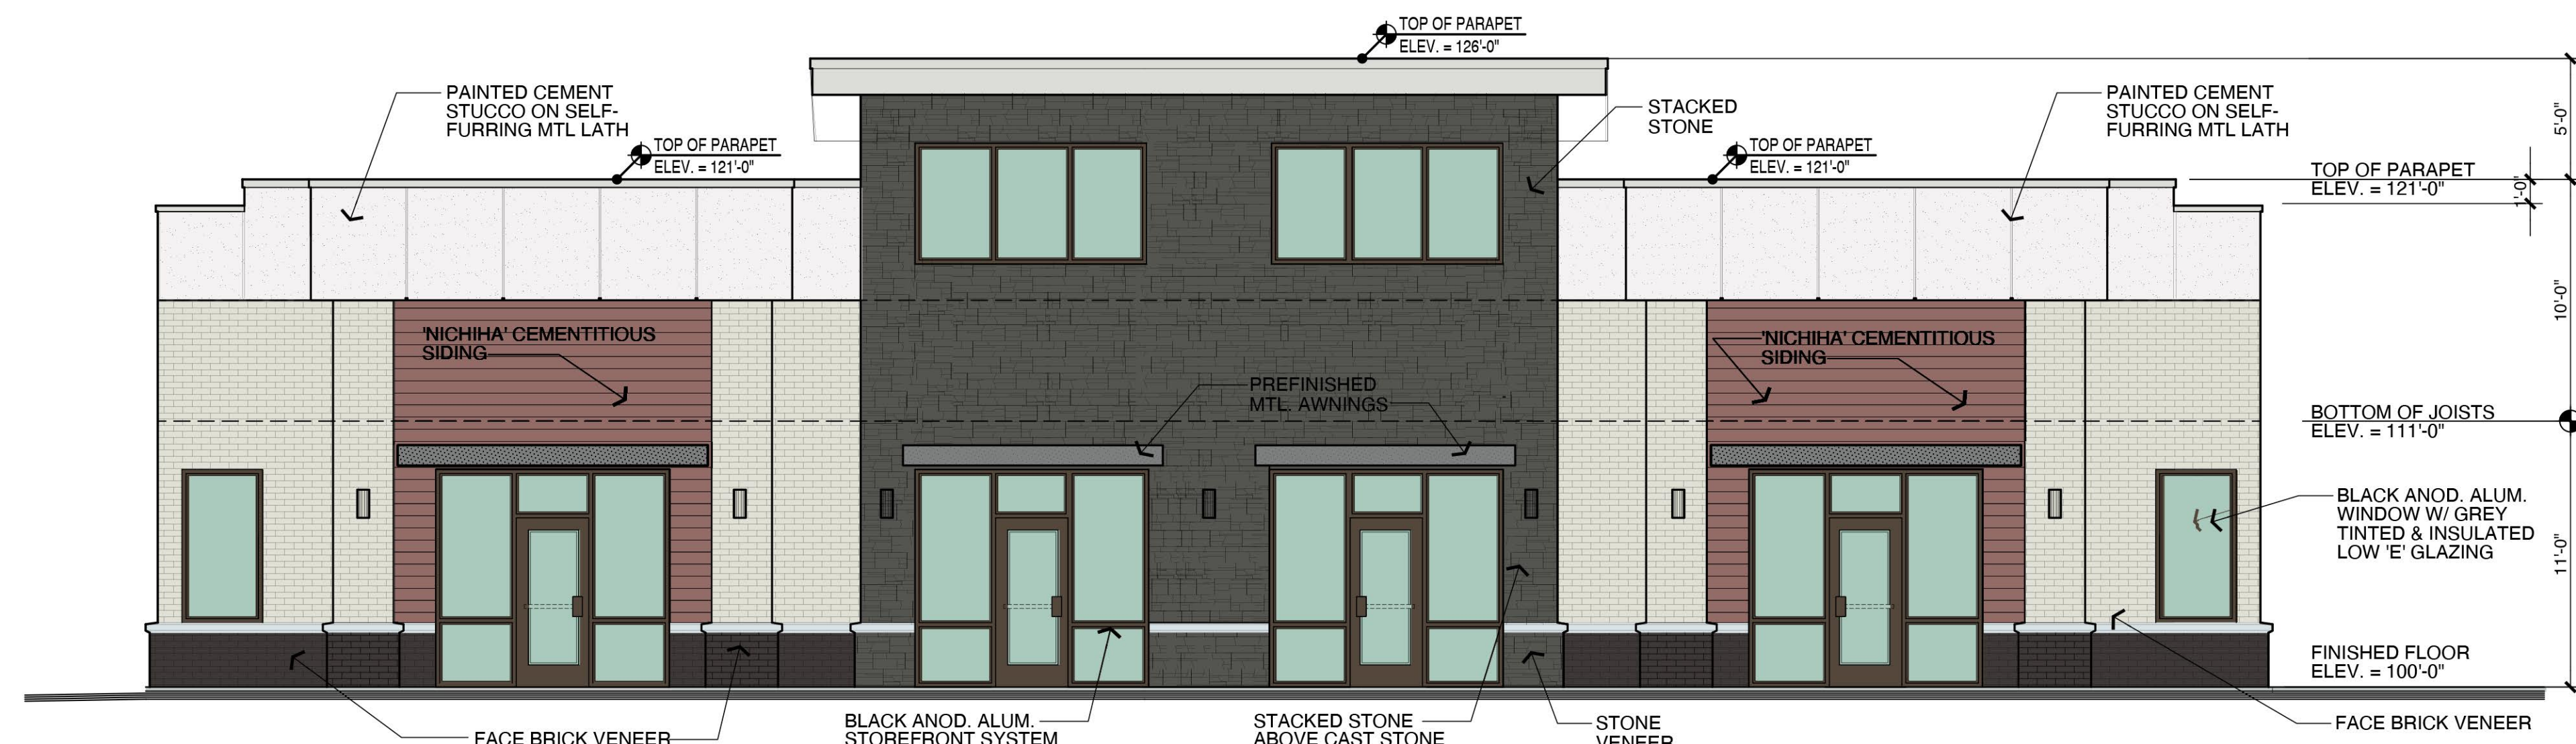 TOP OF PARAPET
ELEV. = 126'-0"
PAINTED CEMENT
STUCCO ON SELF-
FURRING MTL LATH
TOP OF PARAPET
ELEV. = 121'-0"
STACKED
STONE
TOP OF PARAPET
ELEV. = 121'-0"
PAINTED CEMENT
STUCCO ON SELF-
FURRING MTL LATH
5'-0"
TOP OF PARAPET
ELEV. = 121'-0"
1'-0"
10'-0"
'NICHIHA' CEMENTITIOUS
SIDING
PREFINISHED
MTL. AWNINGS
'NICHIHA' CEMENTITIOUS
SIDING
BOTTOM OF JOISTS
ELEV. = 111'-0"
BLACK ANOD. ALUM.
WINDOW W/ GREY
TINTED & INSULATED
LOW 'E' GLAZING
11'-0"
FINISHED FLOOR
ELEV. = 100'-0"
FACE BRICK VENEER
BLACK ANOD. ALUM.
STOREFRONT SYSTEM
STACKED STONE
ABOVE CAST STONE
STONE
VENEER
FACE BRICK VENEER